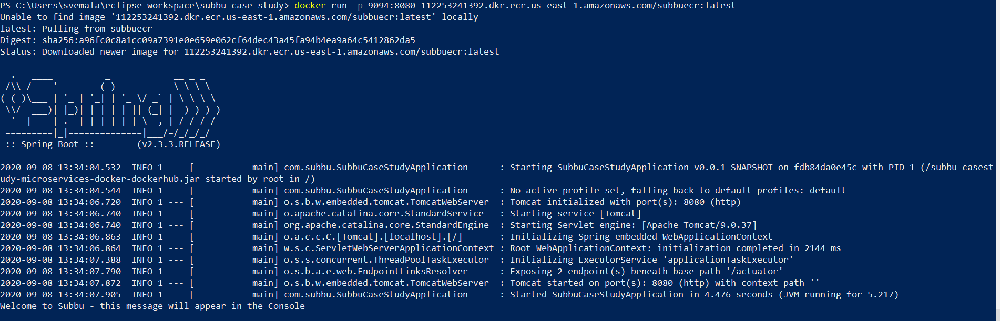 PS C:\Users\svemala\eclipse-workspace\subbu-case-study> docker run -p 9094:8080 112253241392.dkr.ecr.us-east-1.amazonaws.com/subbuecr:latest
Unable to find image '112253241392.dkr.ecr.us-east-1.amazonaws.com/subbuecr:latest' locally
latest: Pulling from subbuecr
Digest: sha256:a96fc0c8a1cc09a7391e0e659e062cf64dec43a45fa94b4ea9a64c5412862da5
Status: Downloaded newer image for 112253241392.dkr.ecr.us-east-1.amazonaws.com/subbuecr:latest

  .   ____          _            __ _ _
 /\\ / ___'_ __ _ _(_)_ __  __ _ \ \ \ \
( ( )\___ | '_ | '_| | '_ \/ _` | \ \ \ \
 \\/  ___)| |_)| | | | | || (_| |  ) ) ) )
  '  |____| .__|_| |_|_| |_\__, | / / / /
 =========|_|==============|___/=/_/_/_/
 :: Spring Boot ::        (v2.3.3.RELEASE)

2020-09-08 13:34:04.532  INFO 1 --- [           main] com.subbu.SubbuCaseStudyApplication      : Starting SubbuCaseStudyApplication v0.0.1-SNAPSHOT on fdb84da0e45c with PID 1 (/subbu-casest
udy-microservices-docker-dockerhub.jar started by root in /)
2020-09-08 13:34:04.544  INFO 1 --- [           main] com.subbu.SubbuCaseStudyApplication      : No active profile set, falling back to default profiles: default
2020-09-08 13:34:06.720  INFO 1 --- [           main] o.s.b.w.embedded.tomcat.TomcatWebServer  : Tomcat initialized with port(s): 8080 (http)
2020-09-08 13:34:06.740  INFO 1 --- [           main] o.apache.catalina.core.StandardService   : Starting service [Tomcat]
2020-09-08 13:34:06.740  INFO 1 --- [           main] org.apache.catalina.core.StandardEngine  : Starting Servlet engine: [Apache Tomcat/9.0.37]
2020-09-08 13:34:06.863  INFO 1 --- [           main] o.a.c.c.C.[Tomcat].[localhost].[/]       : Initializing Spring embedded WebApplicationContext
2020-09-08 13:34:06.864  INFO 1 --- [           main] w.s.c.ServletWebServerApplicationContext : Root WebApplicationContext: initialization completed in 2144 ms
2020-09-08 13:34:07.388  INFO 1 --- [           main] o.s.s.concurrent.ThreadPoolTaskExecutor  : Initializing ExecutorService 'applicationTaskExecutor'
2020-09-08 13:34:07.790  INFO 1 --- [           main] o.s.b.a.e.web.EndpointLinksResolver      : Exposing 2 endpoint(s) beneath base path '/actuator'
2020-09-08 13:34:07.872  INFO 1 --- [           main] o.s.b.w.embedded.tomcat.TomcatWebServer  : Tomcat started on port(s): 8080 (http) with context path ''
2020-09-08 13:34:07.905  INFO 1 --- [           main] com.subbu.SubbuCaseStudyApplication      : Started SubbuCaseStudyApplication in 4.476 seconds (JVM running for 5.217)
Welcome to Subbu - this message will appear in the Console